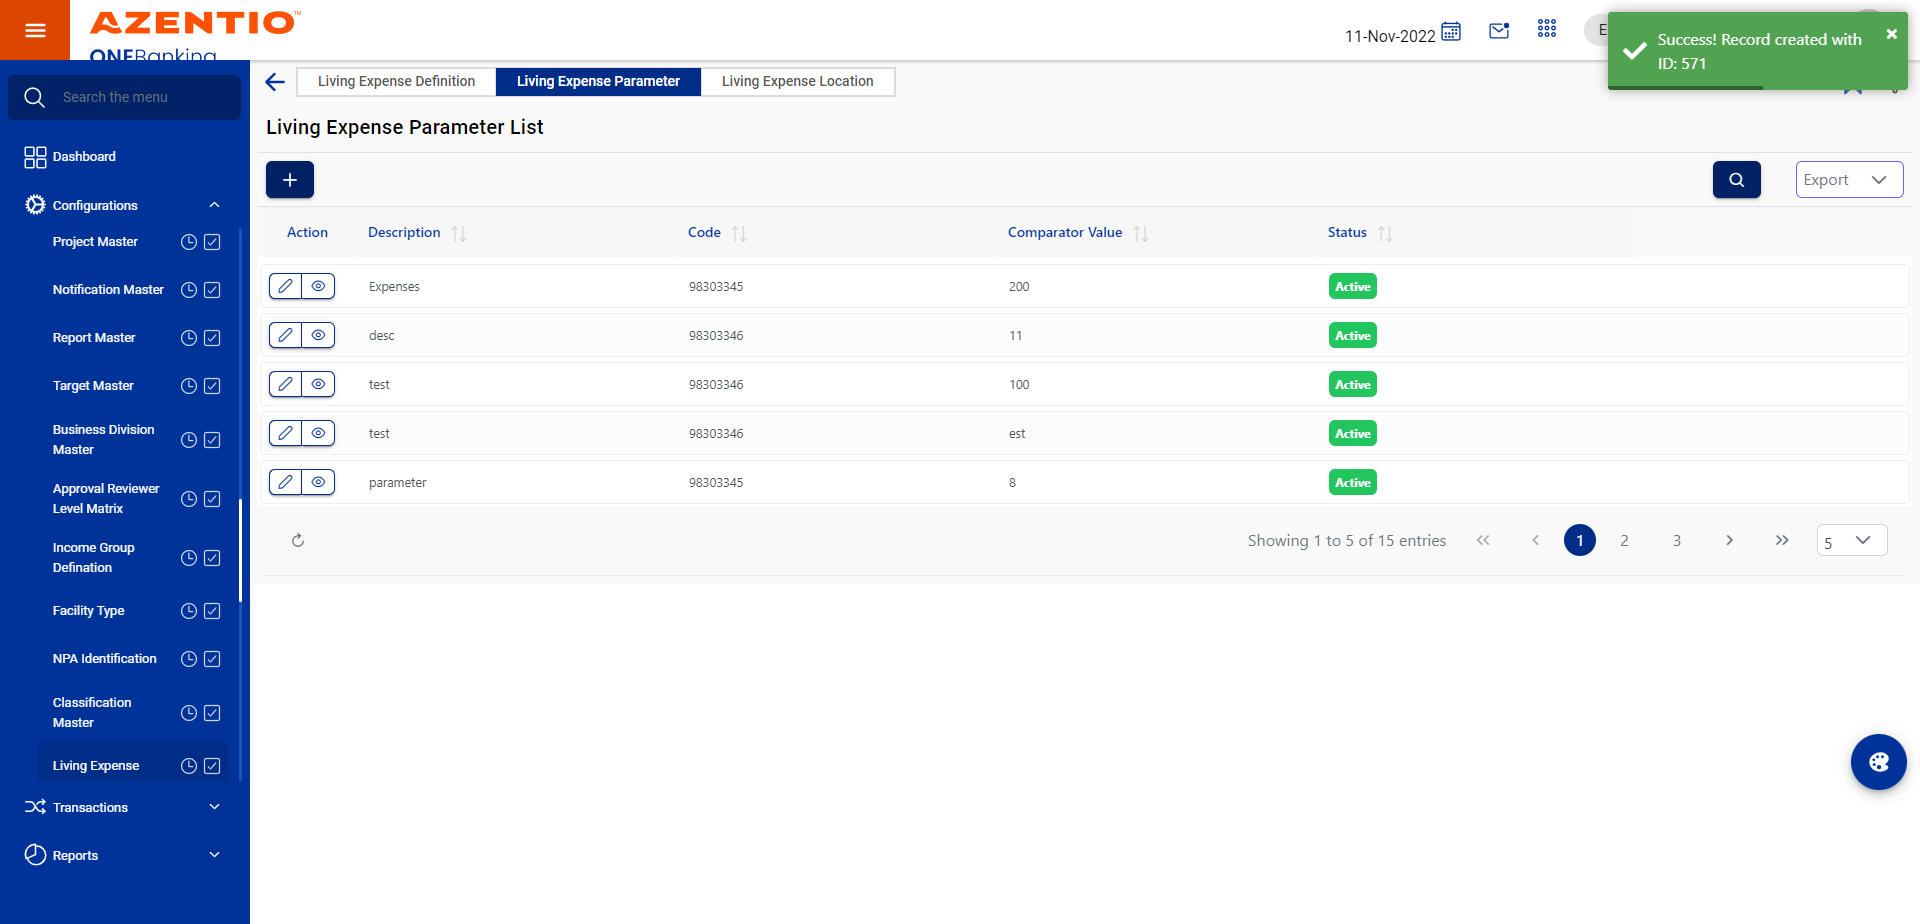 AZENTIO™
ONEBanking
11-Nov-2022
E
Success! Record created with
ID: 571
Search the menu
Dashboard
Configurations
Project Master
Notification Master
Report Master
Target Master
Business Division
Master
Approval Reviewer
Level Matrix
Income Group
Defination
Facility Type
NPA Identification
Classification
Master
Living Expense
Transactions
Reports
Living Expense Definition
Living Expense Parameter
Living Expense Location
Living Expense Parameter List
Export
Action Description Code Comparator Value Status
Expenses 98303345 200 Active
desc 98303346 11 Active
test 98303346 100 Active
test 98303346 est Active
parameter 98303345 8 Active
Showing 1 to 5 of 15 entries 1 2 3 5